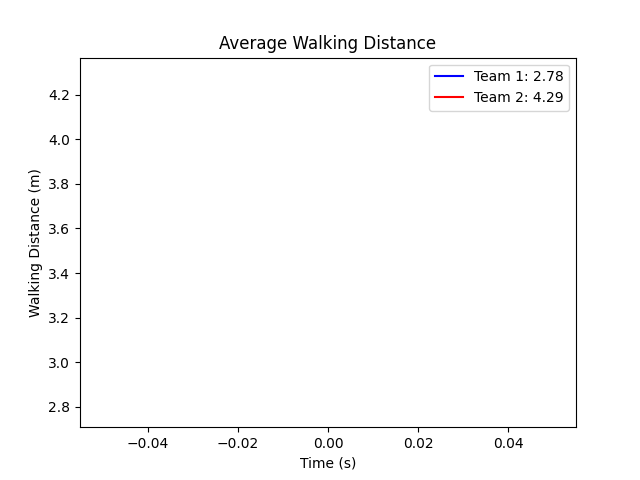 Average Walking Distance
Team 1: 2.78
Team 2: 4.29
4.2
4.0
3.8
3.6
3.4
3.2
3.0
2.8
Walking Distance (m)
−0.04
−0.02
0.00
0.02
0.04
Time (s)